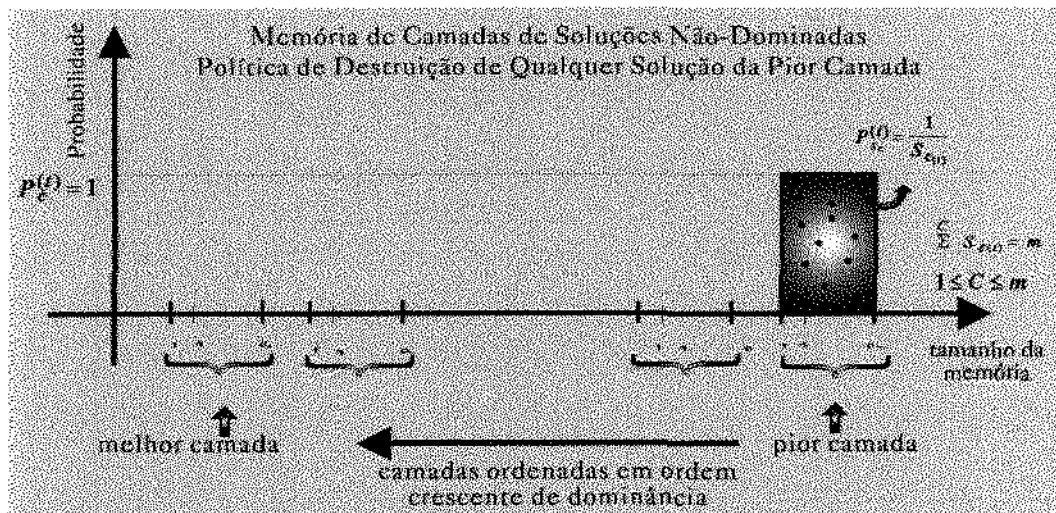 Memória de Camadas de Soluções Não-Dominadas
Política de Destruição de Qualquer Solução da Pior Camada
Probabilidade
P_c^(t) = 1
P_{s_c}^(t) = 1/S_{c(t)}
C Σ S_{c(t)} = m
1 ≤ C ≤ m
tamanho da
memória
melhor camada
pior camada
camadas ordenadas em ordem
crescente de dominância